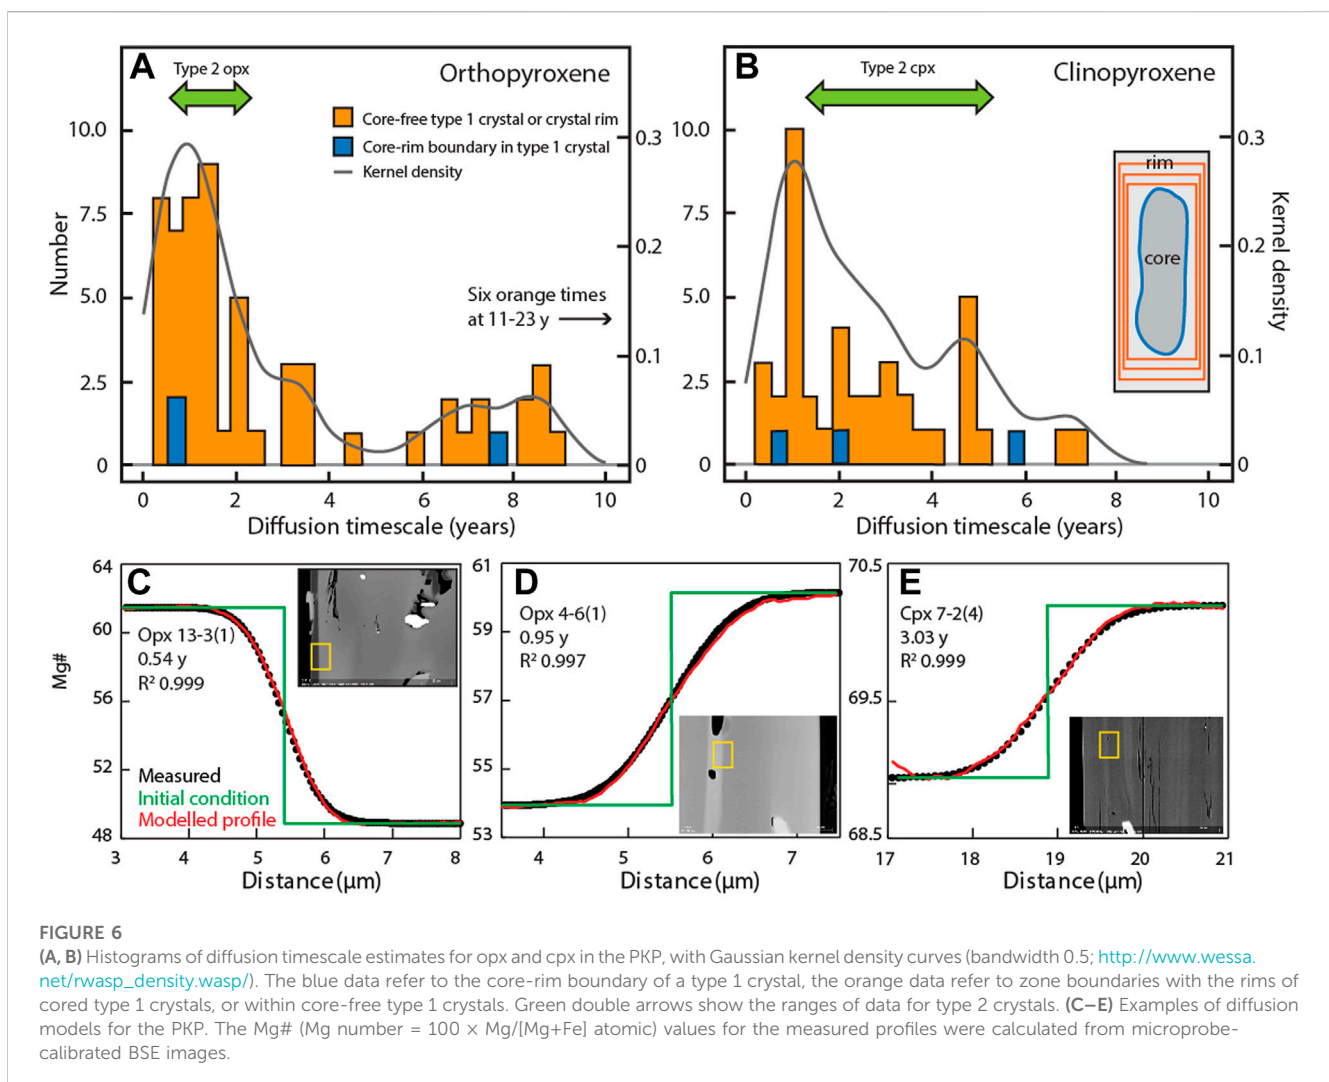 A
Type 2 opx
Orthopyroxene
Core-free type 1 crystal or crystal rim
Core-rim boundary in type 1 crystal
Kernel density
10.0
7.5
5.0
2.5
0
Number
0.3
0.2
0.1
0
Six orange times
at 11-23 y
0 2 4 6 8 10
Diffusion timescale (years)
B
Type 2 cpx
Clinopyroxene
10.0
7.5
5.0
2.5
0
rim
core
0.3
0.2
0.1
0
Kernel density
0 2 4 6 8 10
Diffusion timescale (years)
C
64
60
56
52
48
Mg#
Opx 13-3(1)
0.54 y
R² 0.999
Measured
Initial condition
Modelled profile
3 4 5 6 7 8
Distance (μm)
D
61
59
57
55
53
Opx 4-6(1)
0.95 y
R² 0.997
4 5 6 7
Distance (μm)
E
70.5
69.5
68.5
Cpx 7-2(4)
3.03 y
R² 0.999
17 18 19 20 21
Distance (μm)
FIGURE 6
(A, B) Histograms of diffusion timescale estimates for opx and cpx in the PKP, with Gaussian kernel density curves (bandwidth 0.5; http://www.wessa.
net/rwasp_density.wasp/). The blue data refer to the core-rim boundary of a type 1 crystal, the orange data refer to zone boundaries with the rims of
cored type 1 crystals, or within core-free type 1 crystals. Green double arrows show the ranges of data for type 2 crystals. (C–E) Examples of diffusion
models for the PKP. The Mg# (Mg number = 100 × Mg/[Mg+Fe] atomic) values for the measured profiles were calculated from microprobe-
calibrated BSE images.